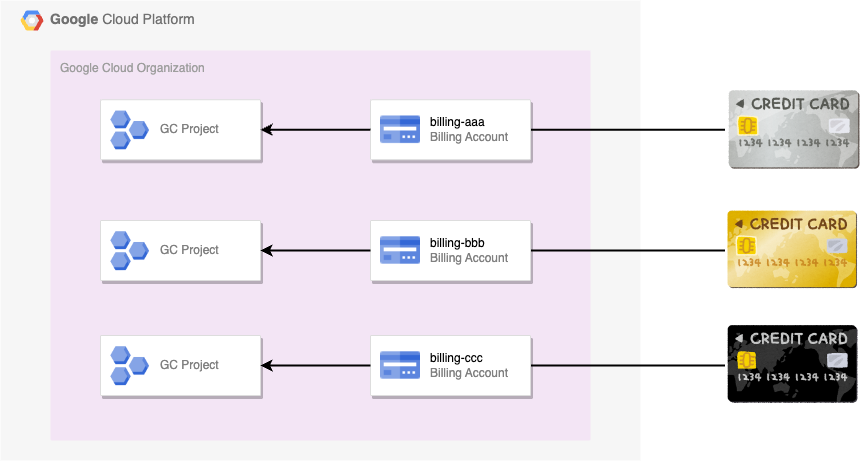 Google Cloud Platform
Google Cloud Organization
GC Project
billing-aaa
Billing Account
CREDIT CARD
1234 1234 1234 1234
GC Project
billing-bbb
Billing Account
CREDIT CARD
1234 1234 1234 1234
GC Project
billing-ccc
Billing Account
CREDIT CARD
1234 1234 1234 1234